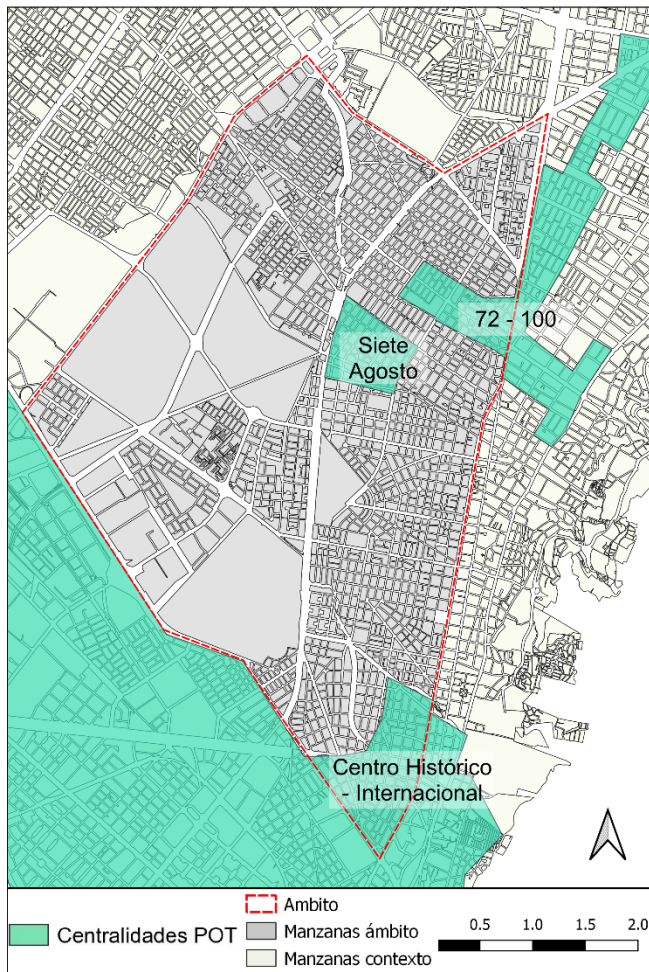 72 - 100
Siete
Agosto
Centro Histórico
- Internacional
Centralidades POT
Ambito
Manzanas ámbito
Manzanas contexto
0.5 1.0 1.5 2.0